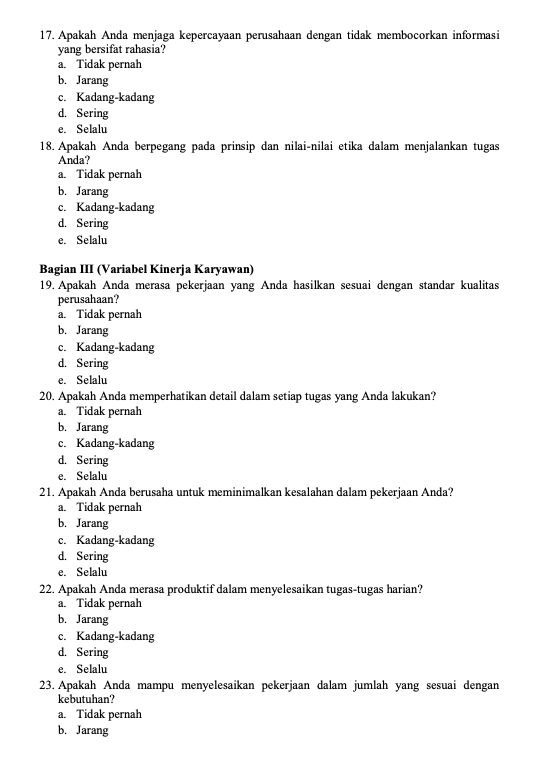 17. Apakah Anda menjaga kepercayaan perusahaan dengan tidak membocorkan informasi
yang bersifat rahasia?
a. Tidak pernah
b. Jarang
c. Kadang-kadang
d. Sering
e. Selalu
18. Apakah Anda berpegang pada prinsip dan nilai-nilai etika dalam menjalankan tugas
Anda?
a. Tidak pernah
b. Jarang
c. Kadang-kadang
d. Sering
e. Selalu
Bagian III (Variabel Kinerja Karyawan)
19. Apakah Anda merasa pekerjaan yang Anda hasilkan sesuai dengan standar kualitas
perusahaan?
a. Tidak pernah
b. Jarang
c. Kadang-kadang
d. Sering
e. Selalu
20. Apakah Anda memperhatikan detail dalam setiap tugas yang Anda lakukan?
a. Tidak pernah
b. Jarang
c. Kadang-kadang
d. Sering
e. Selalu
21. Apakah Anda berusaha untuk meminimalkan kesalahan dalam pekerjaan Anda?
a. Tidak pernah
b. Jarang
c. Kadang-kadang
d. Sering
e. Selalu
22. Apakah Anda merasa produktif dalam menyelesaikan tugas-tugas harian?
a. Tidak pernah
b. Jarang
c. Kadang-kadang
d. Sering
e. Selalu
23. Apakah Anda mampu menyelesaikan pekerjaan dalam jumlah yang sesuai dengan
kebutuhan?
a. Tidak pernah
b. Jarang